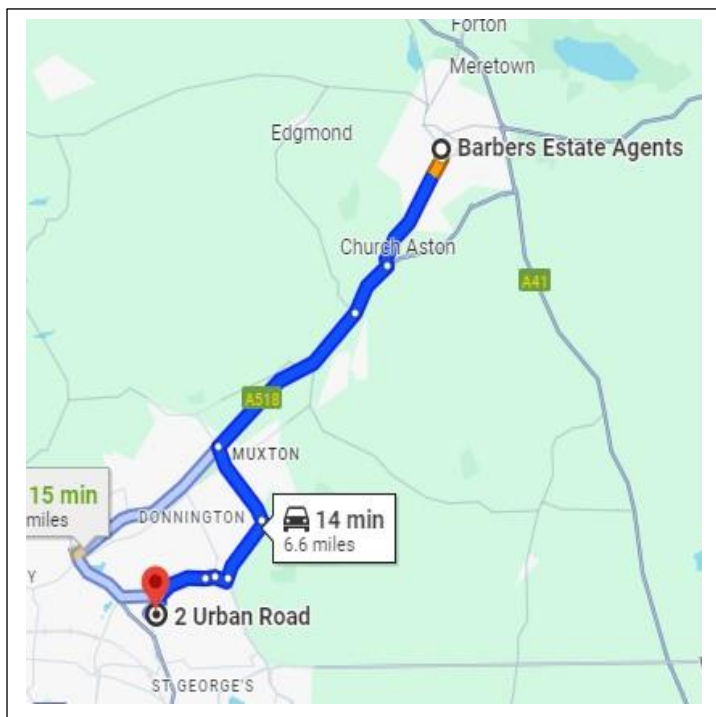 Forton
Meretown
Edgmond
Barbers Estate Agents
Church Aston
A41
A518
MUXTON
15 min
miles
DONNINGTON
14 min
6.6 miles
Y
2 Urban Road
ST GEORGE'S